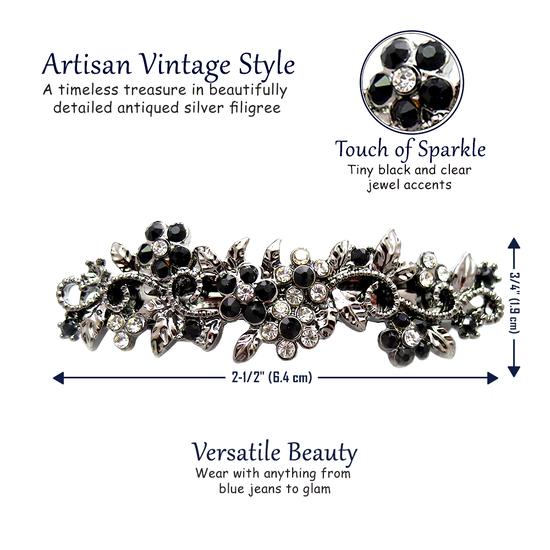 Artisan Vintage Style
A timeless treasure in beautifully
detailed antiqued silver filigree
Touch of Sparkle
Tiny black and clear
jewel accents
3/4" (1.9 cm)
2-1/2" (6.4 cm)
Versatile Beauty
Wear with anything from
blue jeans to glam